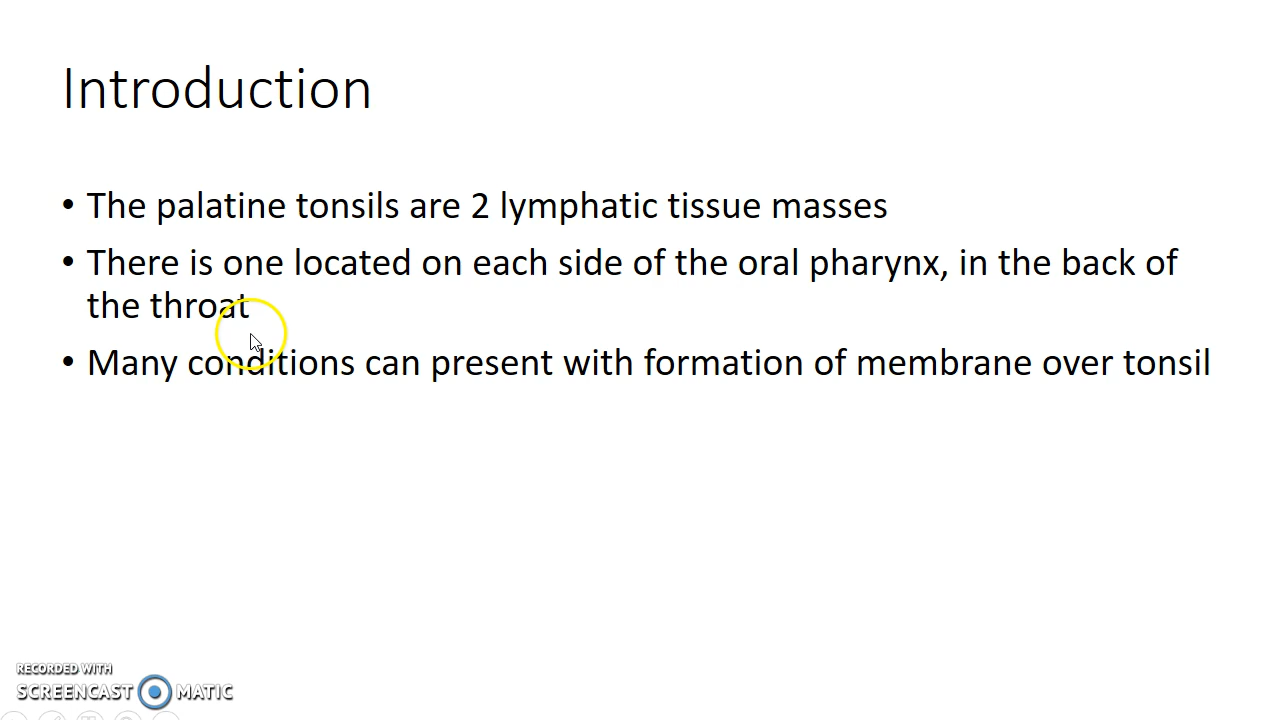 Introduction
• The palatine tonsils are 2 lymphatic tissue masses
• There is one located on each side of the oral pharynx, in the back of
the throat
• Many conditions can present with formation of membrane over tonsil
RECORDED WITH
SCREENCAST MATIC